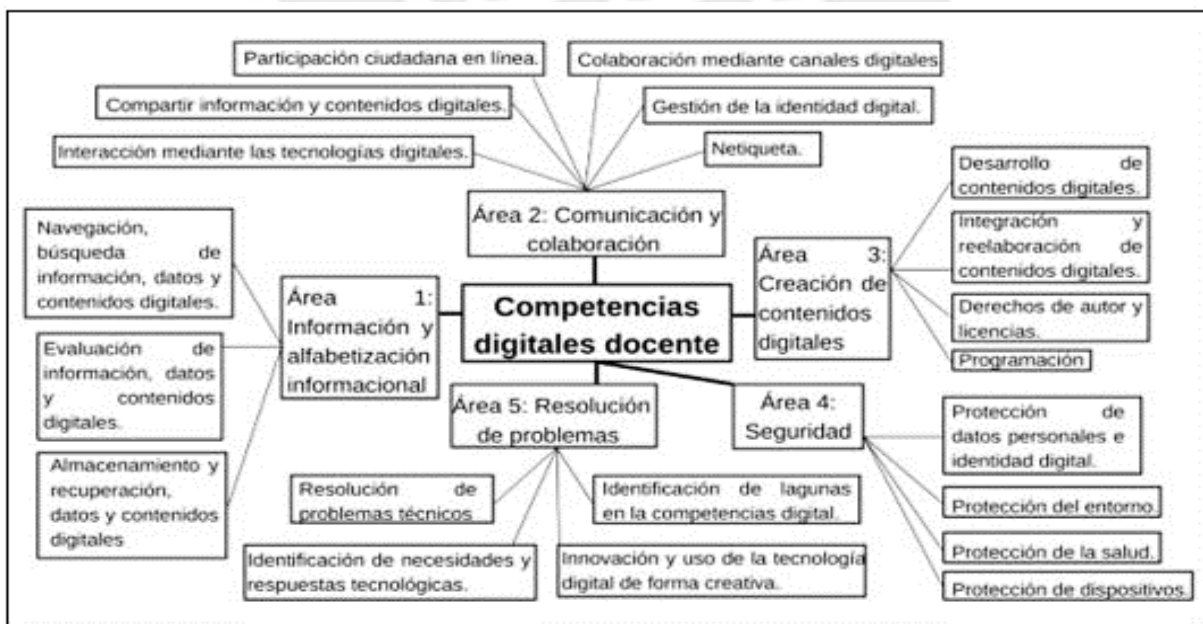 Participación ciudadana en línea.
Colaboración mediante canales digitales
Compartir información y contenidos digitales.
Gestión de la identidad digital.
Interacción mediante las tecnologías digitales.
Netiqueta.
Área 2: Comunicación y
colaboración
Navegación,
búsqueda de
información, datos y
contenidos digitales.
Evaluación de
información, datos
y contenidos
digitales.
Almacenamiento y
recuperación,
datos y contenidos
digitales
Área 1:
Información y
alfabetización
informacional
Competencias
digitales docente
Área 3:
Creación de
contenidos
digitales
Desarrollo de
contenidos digitales.
Integración y
reelaboración de
contenidos digitales.
Derechos de autor y
licencias.
Programación
Área 5: Resolución
de problemas
Área 4:
Seguridad
Resolución de
problemas técnicos
Identificación de lagunas
en la competencias digital.
Identificación de necesidades y
respuestas tecnológicas.
Innovación y uso de la tecnología
digital de forma creativa.
Protección de
datos personales e
identidad digital.
Protección del entorno.
Protección de la salud.
Protección de dispositivos.